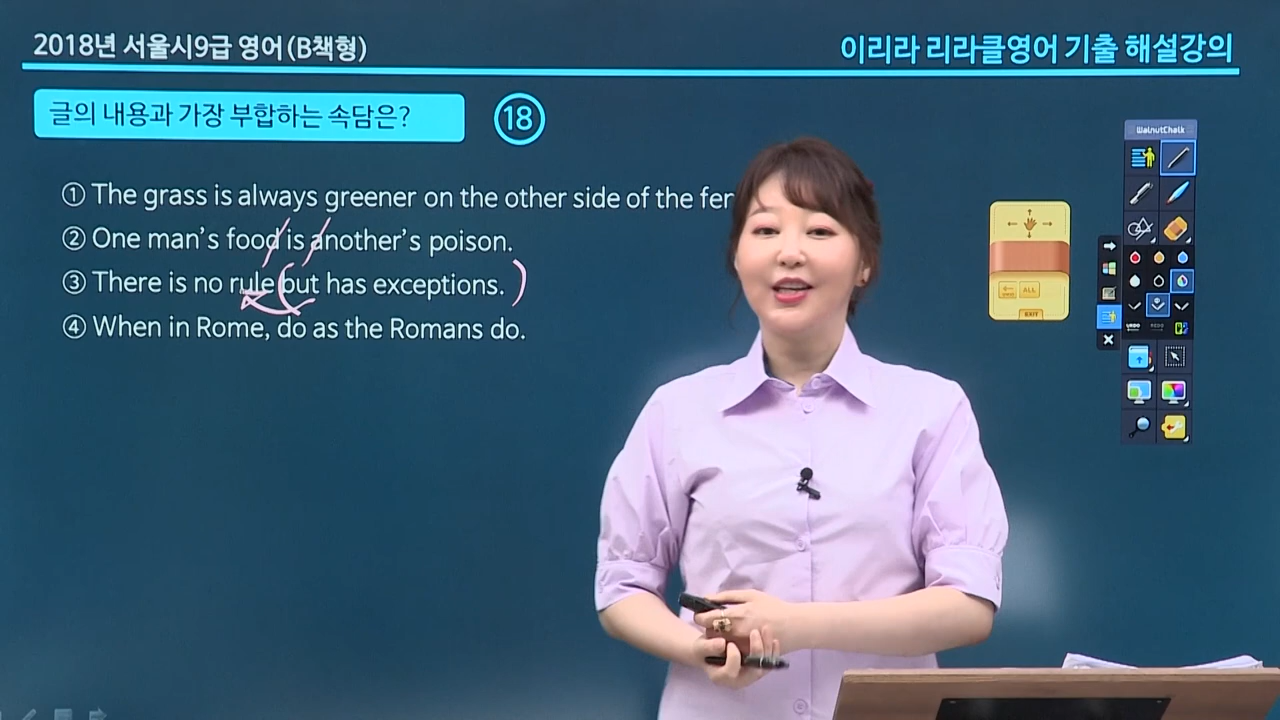 2018년 서울시9급 영어(B책형)
이리라 리라클영어 기출 해설강의
글의 내용과 가장 부합하는 속담은?
18
① The grass is always greener on the other side of the fen
② One man's food is another's poison.
③ There is no rule but has exceptions.
④ When in Rome, do as the Romans do.
WalnutChalk
ALL
EXIT
UNDO
REDO